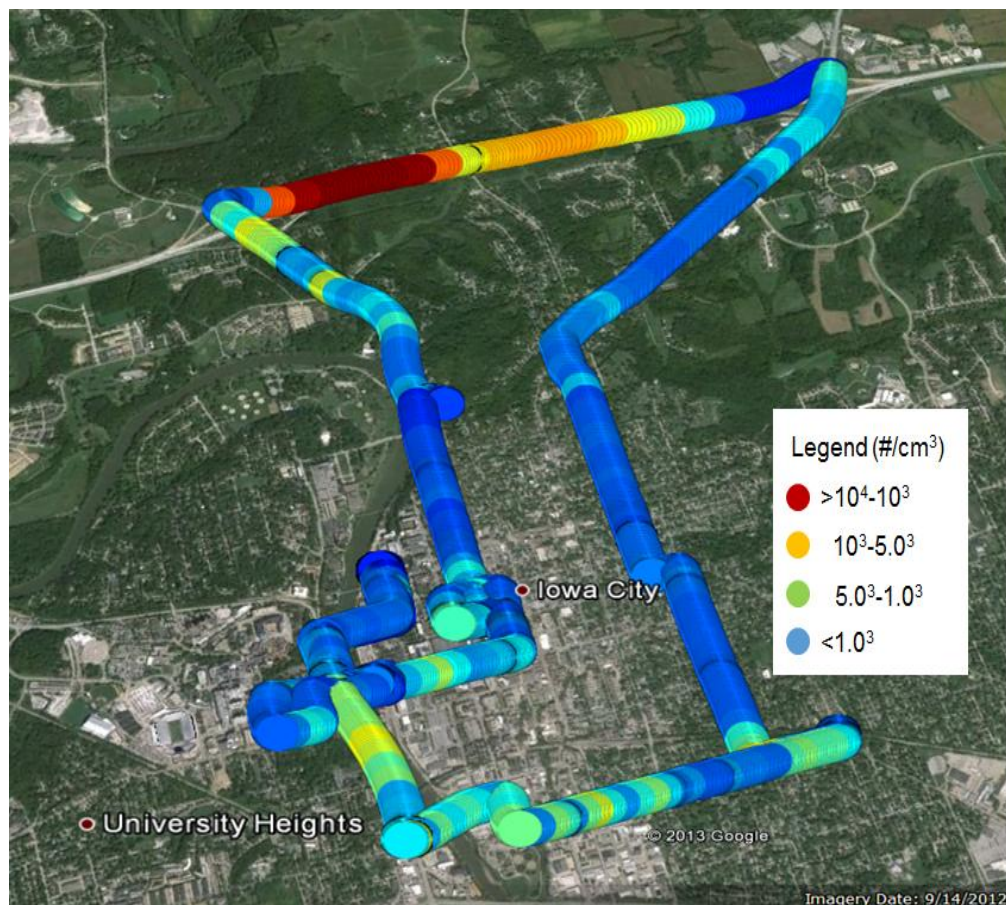 Legend (#/cm³)
>10⁴-10³
10³-5.0³
5.0³-1.0³
<1.0³
Iowa City
University Heights
© 2013 Google
Imagery Date: 9/14/2012